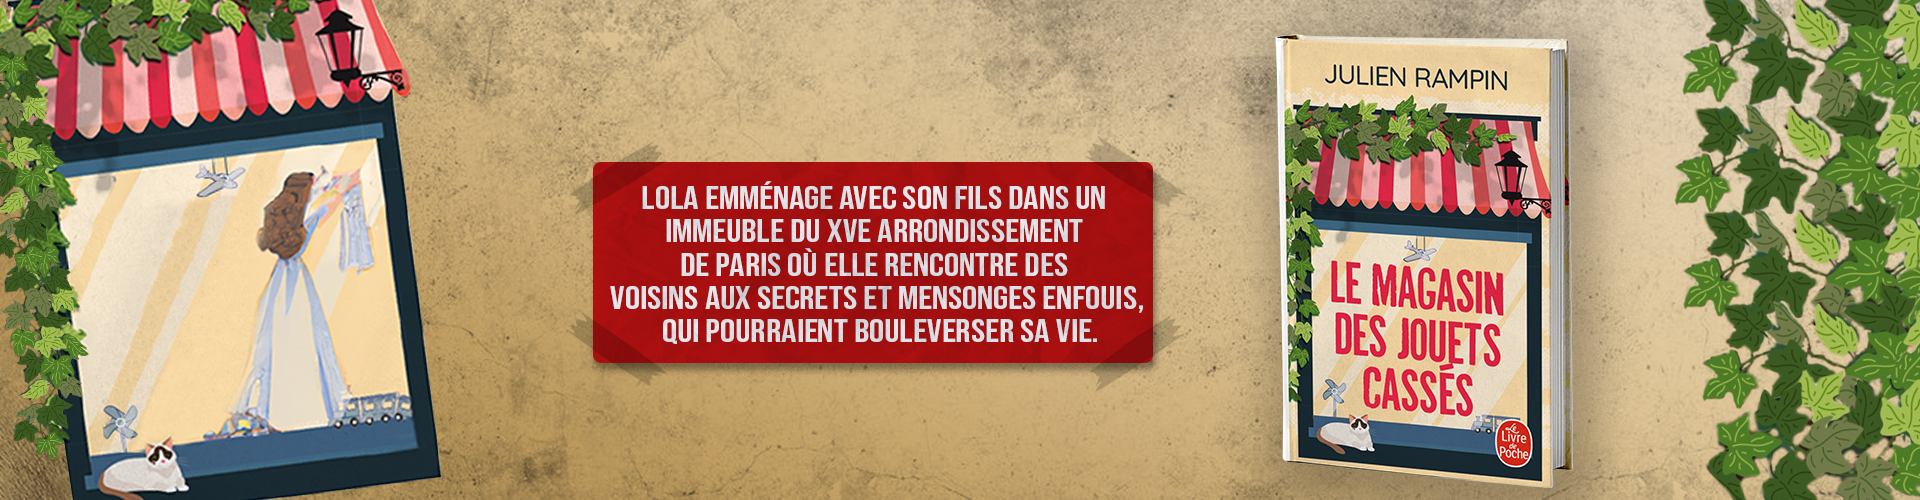 LOLA EMMÉNAGE AVEC SON FILS DANS UN
IMMEUBLE DU XVE ARRONDISSEMENT
DE PARIS OÙ ELLE RENCONTRE DES
VOISINS AUX SECRETS ET MENSONGES ENFOUIS,
QUI POURRAIENT BOULEVERSER SA VIE.
JULIEN RAMPIN
LE MAGASIN
DES JOUETS
CASSÉS
Le
Livre
de
Poche